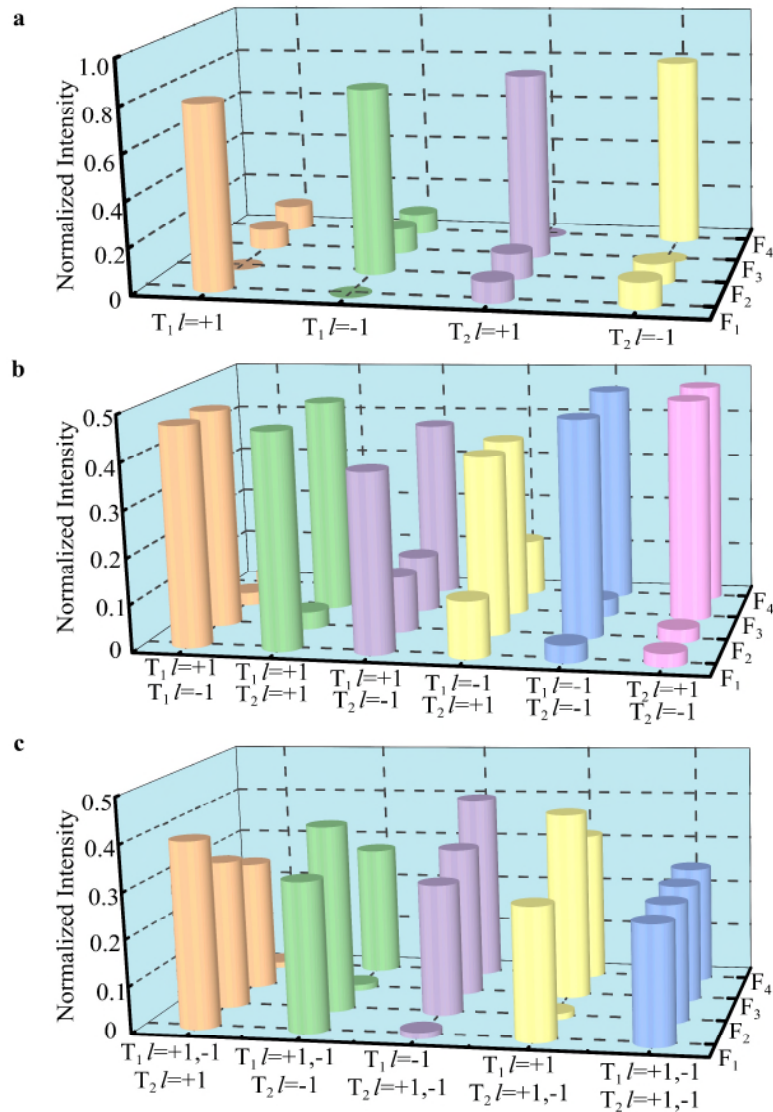 a
Normalized Intensity
1.0
0.8
0.6
0.4
0.2
0
T₁ l=+1 T₁ l=-1 T₂ l=+1 T₂ l=-1
F₁
F₂
F₃
F₄
b
Normalized Intensity
0.5
0.4
0.3
0.2
0.1
0
T₁ l=+1 T₁ l=+1 T₁ l=+1 T₁ l=-1 T₁ l=-1 T₂ l=+1
T₁ l=-1 T₂ l=+1 T₂ l=-1 T₂ l=+1 T₂ l=-1 T₂ l=-1
F₁
F₂
F₃
F₄
c
Normalized Intensity
0.5
0.4
0.3
0.2
0.1
0
T₁ l=+1,-1 T₁ l=+1,-1 T₁ l=-1 T₁ l=+1 T₁ l=+1,-1
T₂ l=+1 T₂ l=-1 T₂ l=+1,-1 T₂ l=+1,-1 T₂ l=+1,-1
F₁
F₂
F₃
F₄